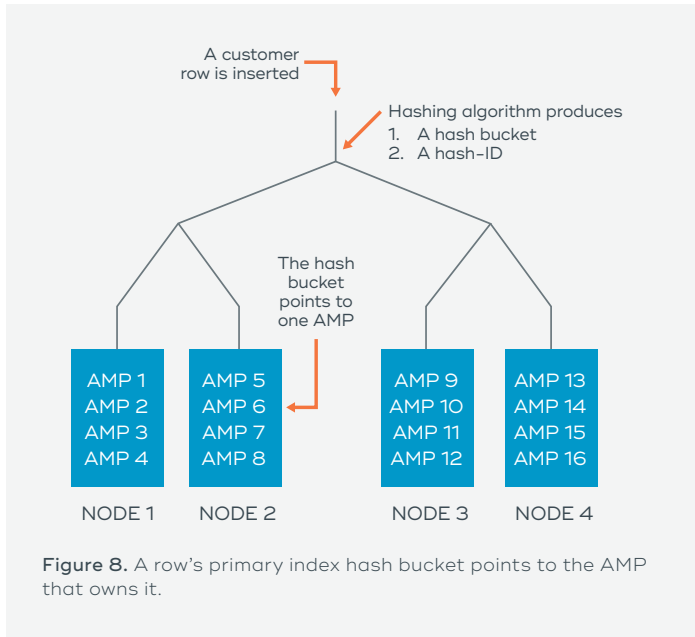 A customer
row is inserted
Hashing algorithm produces
1. A hash bucket
2. A hash-ID
The hash
bucket
points to
one AMP
AMP 1
AMP 2
AMP 3
AMP 4
AMP 5
AMP 6
AMP 7
AMP 8
AMP 9
AMP 10
AMP 11
AMP 12
AMP 13
AMP 14
AMP 15
AMP 16
NODE 1
NODE 2
NODE 3
NODE 4
Figure 8. A row’s primary index hash bucket points to the AMP
that owns it.